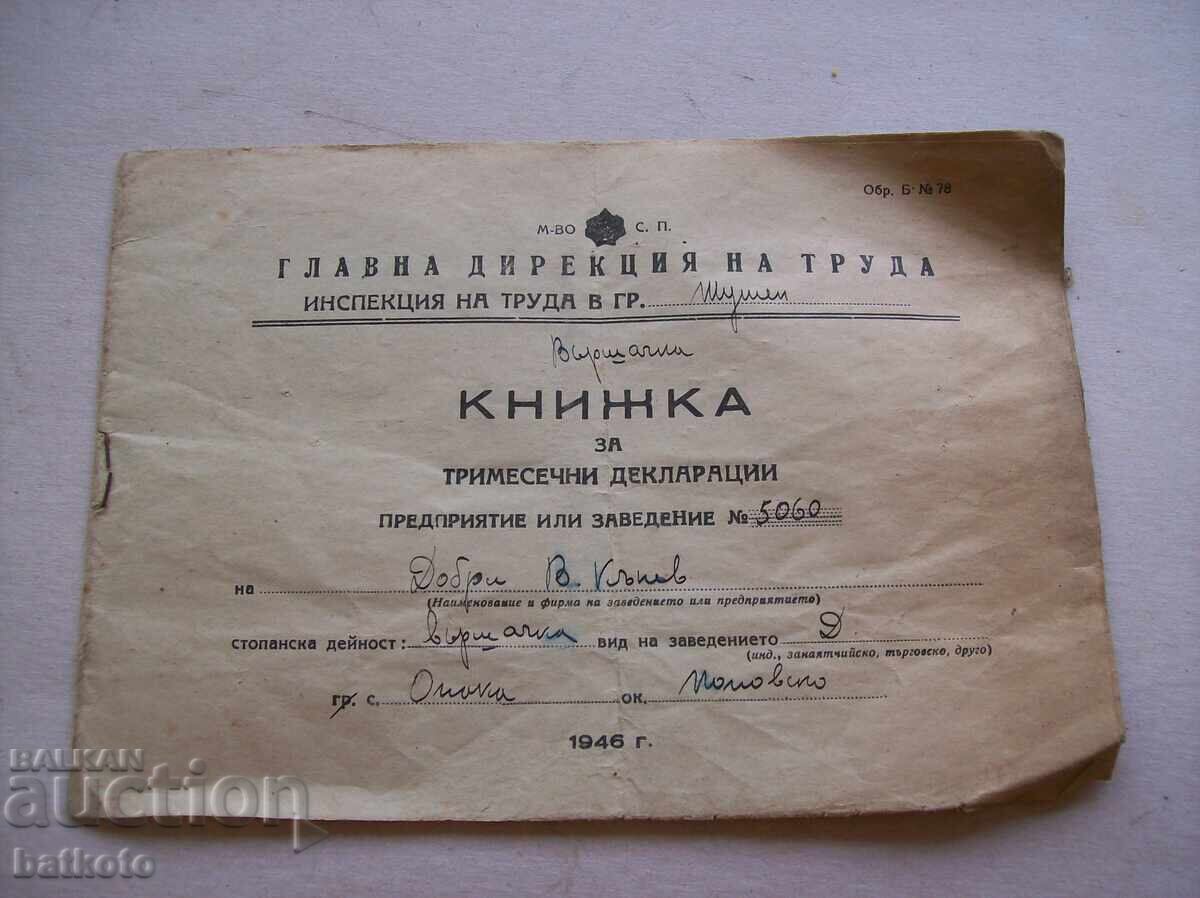 Обр. Б. № 78
М-ВО С. П.
ГЛАВНА ДИРЕКЦИЯ НА ТРУДА
ИНСПЕКЦИЯ НА ТРУДА В ГР. Шумен
Вършачка
КНИЖКА
ЗА
ТРИМЕСЕЧНИ ДЕКЛАРАЦИИ
ПРЕДПРИЯТИЕ ИЛИ ЗАВЕДЕНИЕ № 5060
на Добри В.
(Наименование и фирма на заведението или предприятието)
стопанска дейност: вършачка вид на заведението Д
(инд., занаятчийско, търговско, друго)
гр. с. Опака ок. Поповско
1946 г.
BALKAN
auction
batkoto